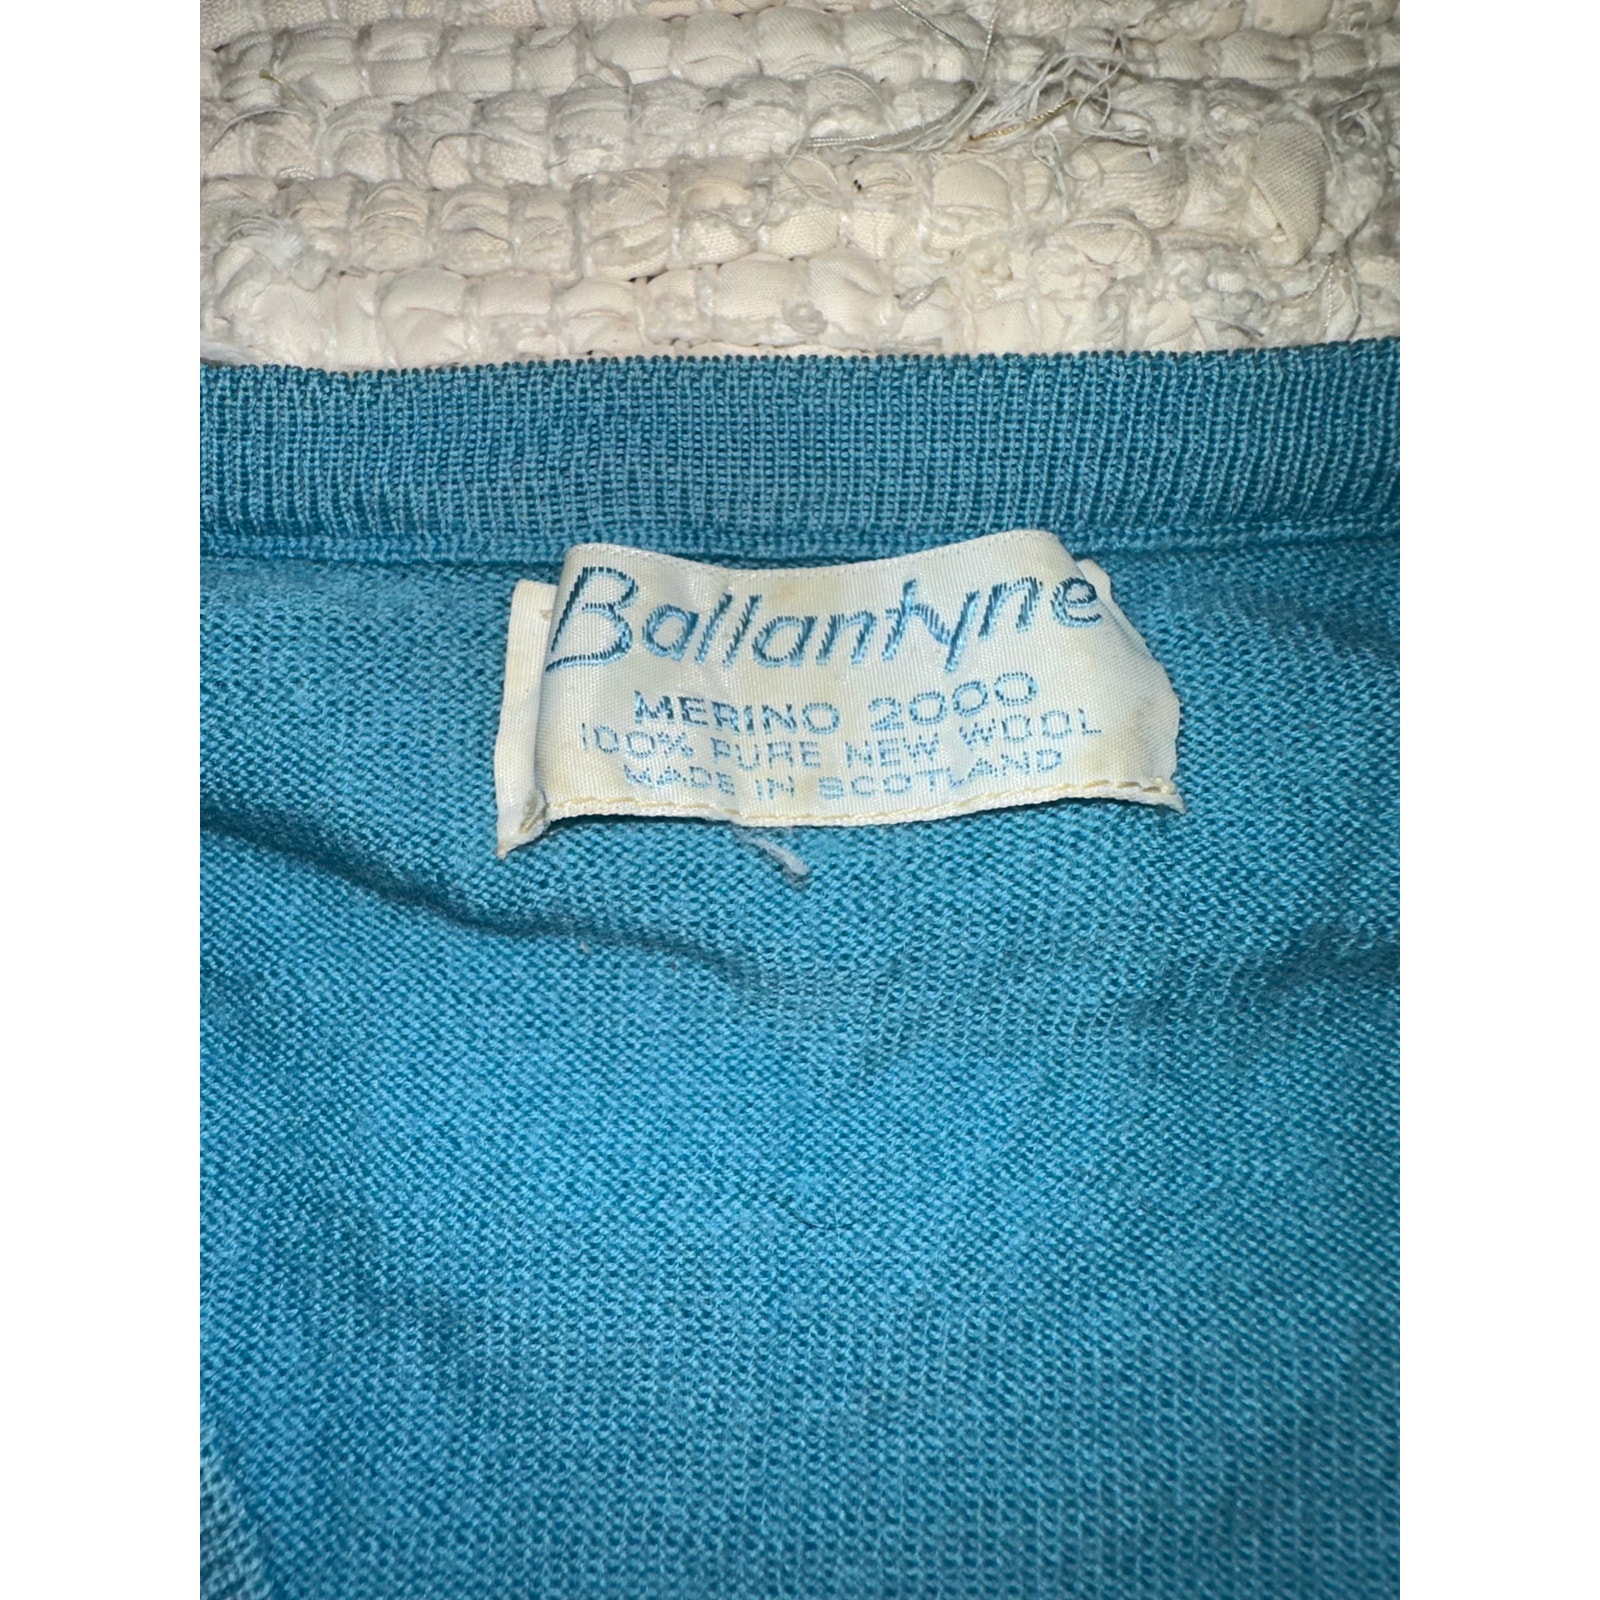 Ballantyne
MERINO 2000
100% PURE NEW WOOL
MADE IN SCOTLAND